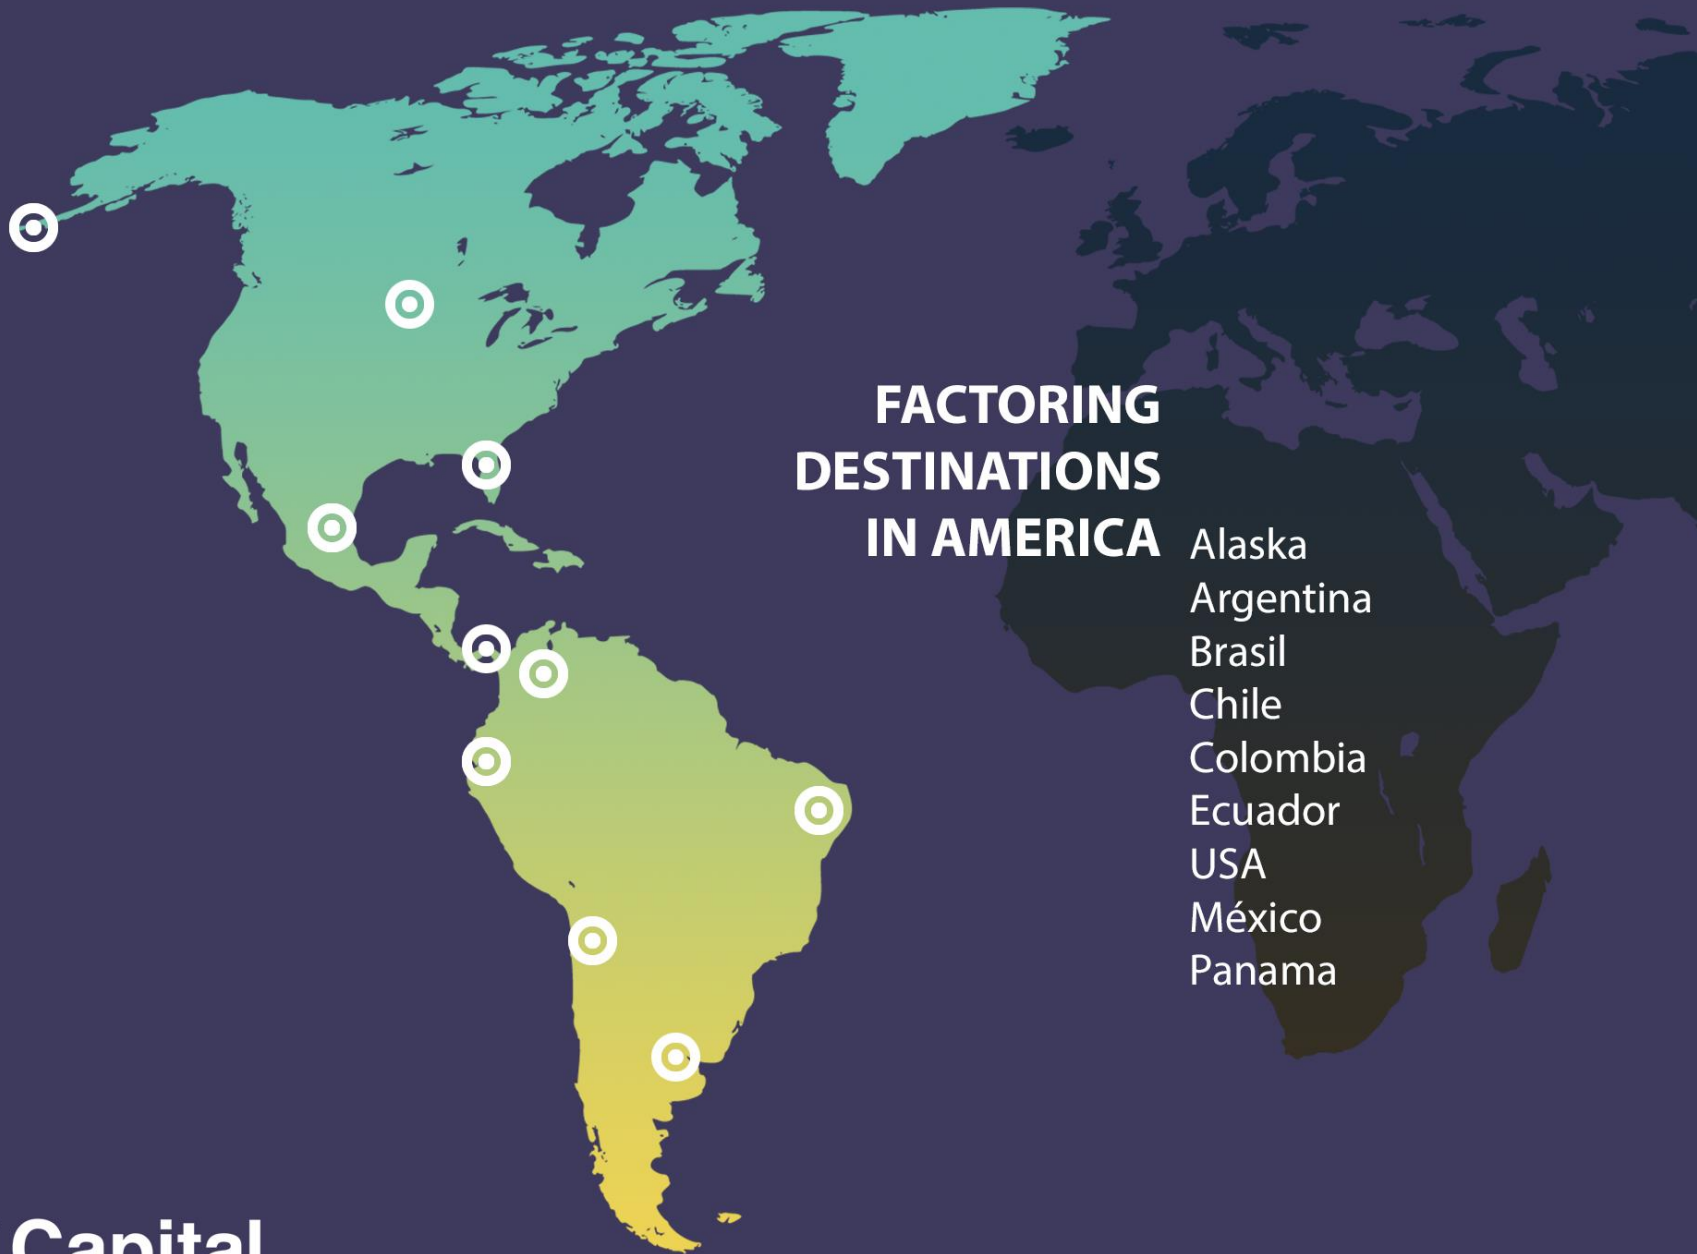 FACTORING
DESTINATIONS
IN AMERICA
Alaska
Argentina
Brasil
Chile
Colombia
Ecuador
USA
México
Panama
Capital